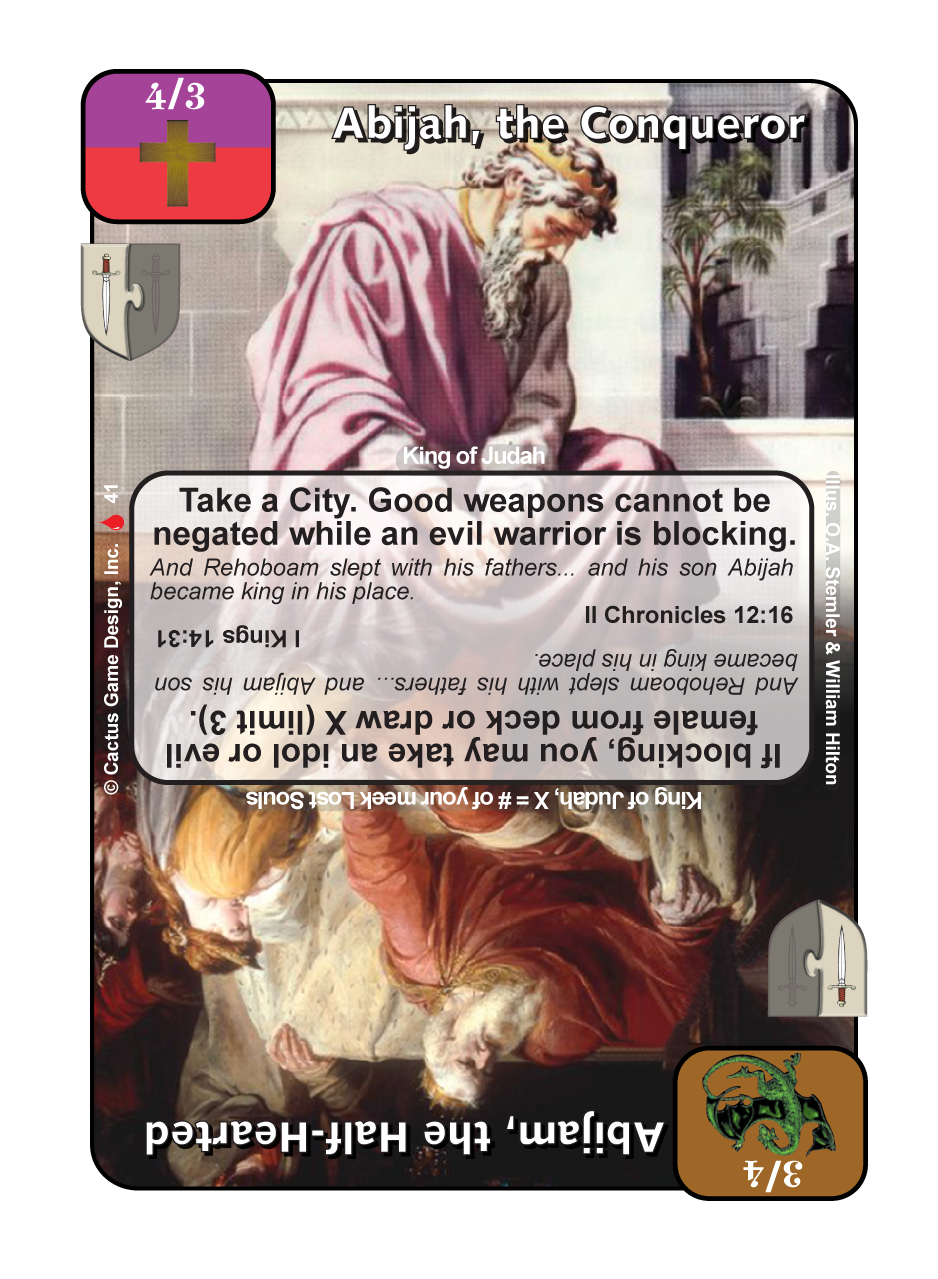 4/3
Abijah, the Conqueror
King of Judah
Take a City. Good weapons cannot be
negated while an evil warrior is blocking.
And Rehoboam slept with his fathers... and his son Abijah
became king in his place.
II Chronicles 12:16
© Cactus Game Design, Inc. 41
Illus. O.A. Stemler & William Hilton
3/4
Abijam, the Half-Hearted
King of Judah, X = # of your meek Lost Souls
If blocking, you may take an idol or evil
female from deck or draw X (limit 3).
And Rehoboam slept with his fathers... and Abijam his son
became king in his place.
I Kings 14:31